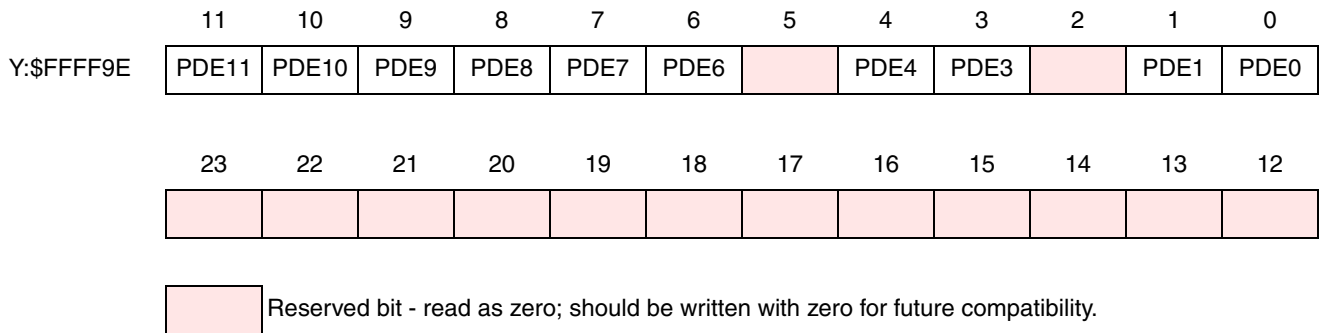 11 10 9 8 7 6 5 4 3 2 1 0
Y:$FFFF9E PDE11 PDE10 PDE9 PDE8 PDE7 PDE6 PDE4 PDE3 PDE1 PDE0
23 22 21 20 19 18 17 16 15 14 13 12
Reserved bit - read as zero; should be written with zero for future compatibility.